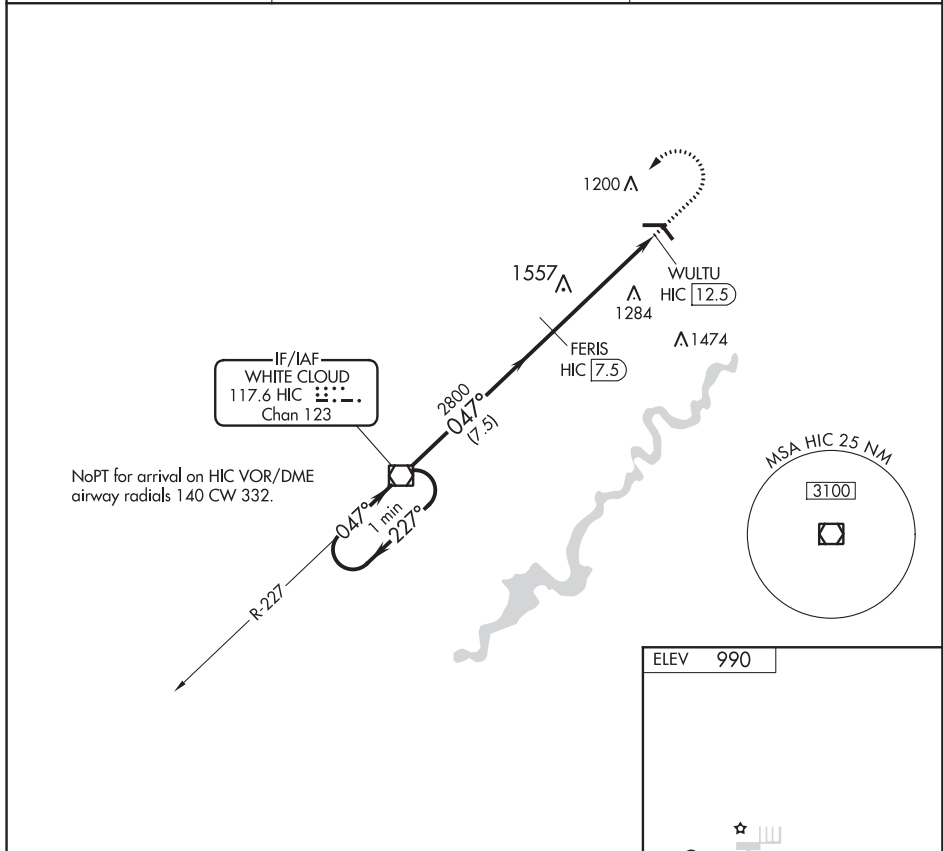 1200
1557
WULTU
HIC 12.5
1284
1474
FERIS
HIC 7.5
IF/IAF
WHITE CLOUD
117.6 HIC
Chan 123
2800
047°
(7.5)
NoPT for arrival on HIC VOR/DME
airway radials 140 CW 332.
047°
1 min
227°
R-227
MSA HIC 25 NM
3100
ELEV 990